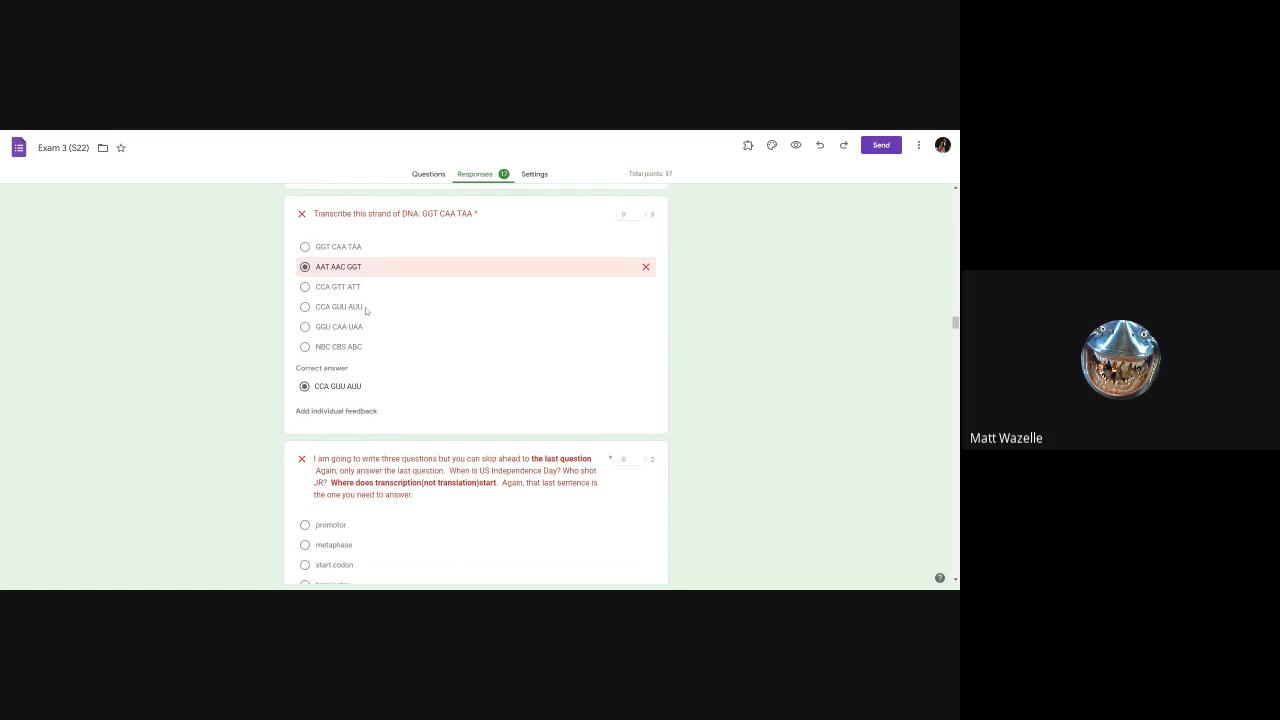 Exam 3 (S22)
Send
Questions
Responses 17
Settings
Total points: 97
Transcribe this strand of DNA: GGT CAA TAA *
0 / 3
GGT CAA TAA
AAT AAC GGT
CCA GTT ATT
CCA GUU AUU
GGU CAA UAA
NBC CBS ABC
Correct answer
CCA GUU AUU
Add individual feedback
I am going to write three questions but you can skip ahead to the last question * 0 / 2
Again, only answer the last question. When is US Independence Day? Who shot
JR? Where does transcription(not translation)start. Again, that last sentence is
the one you need to answer.
promotor
metaphase
start codon
Matt Wazelle